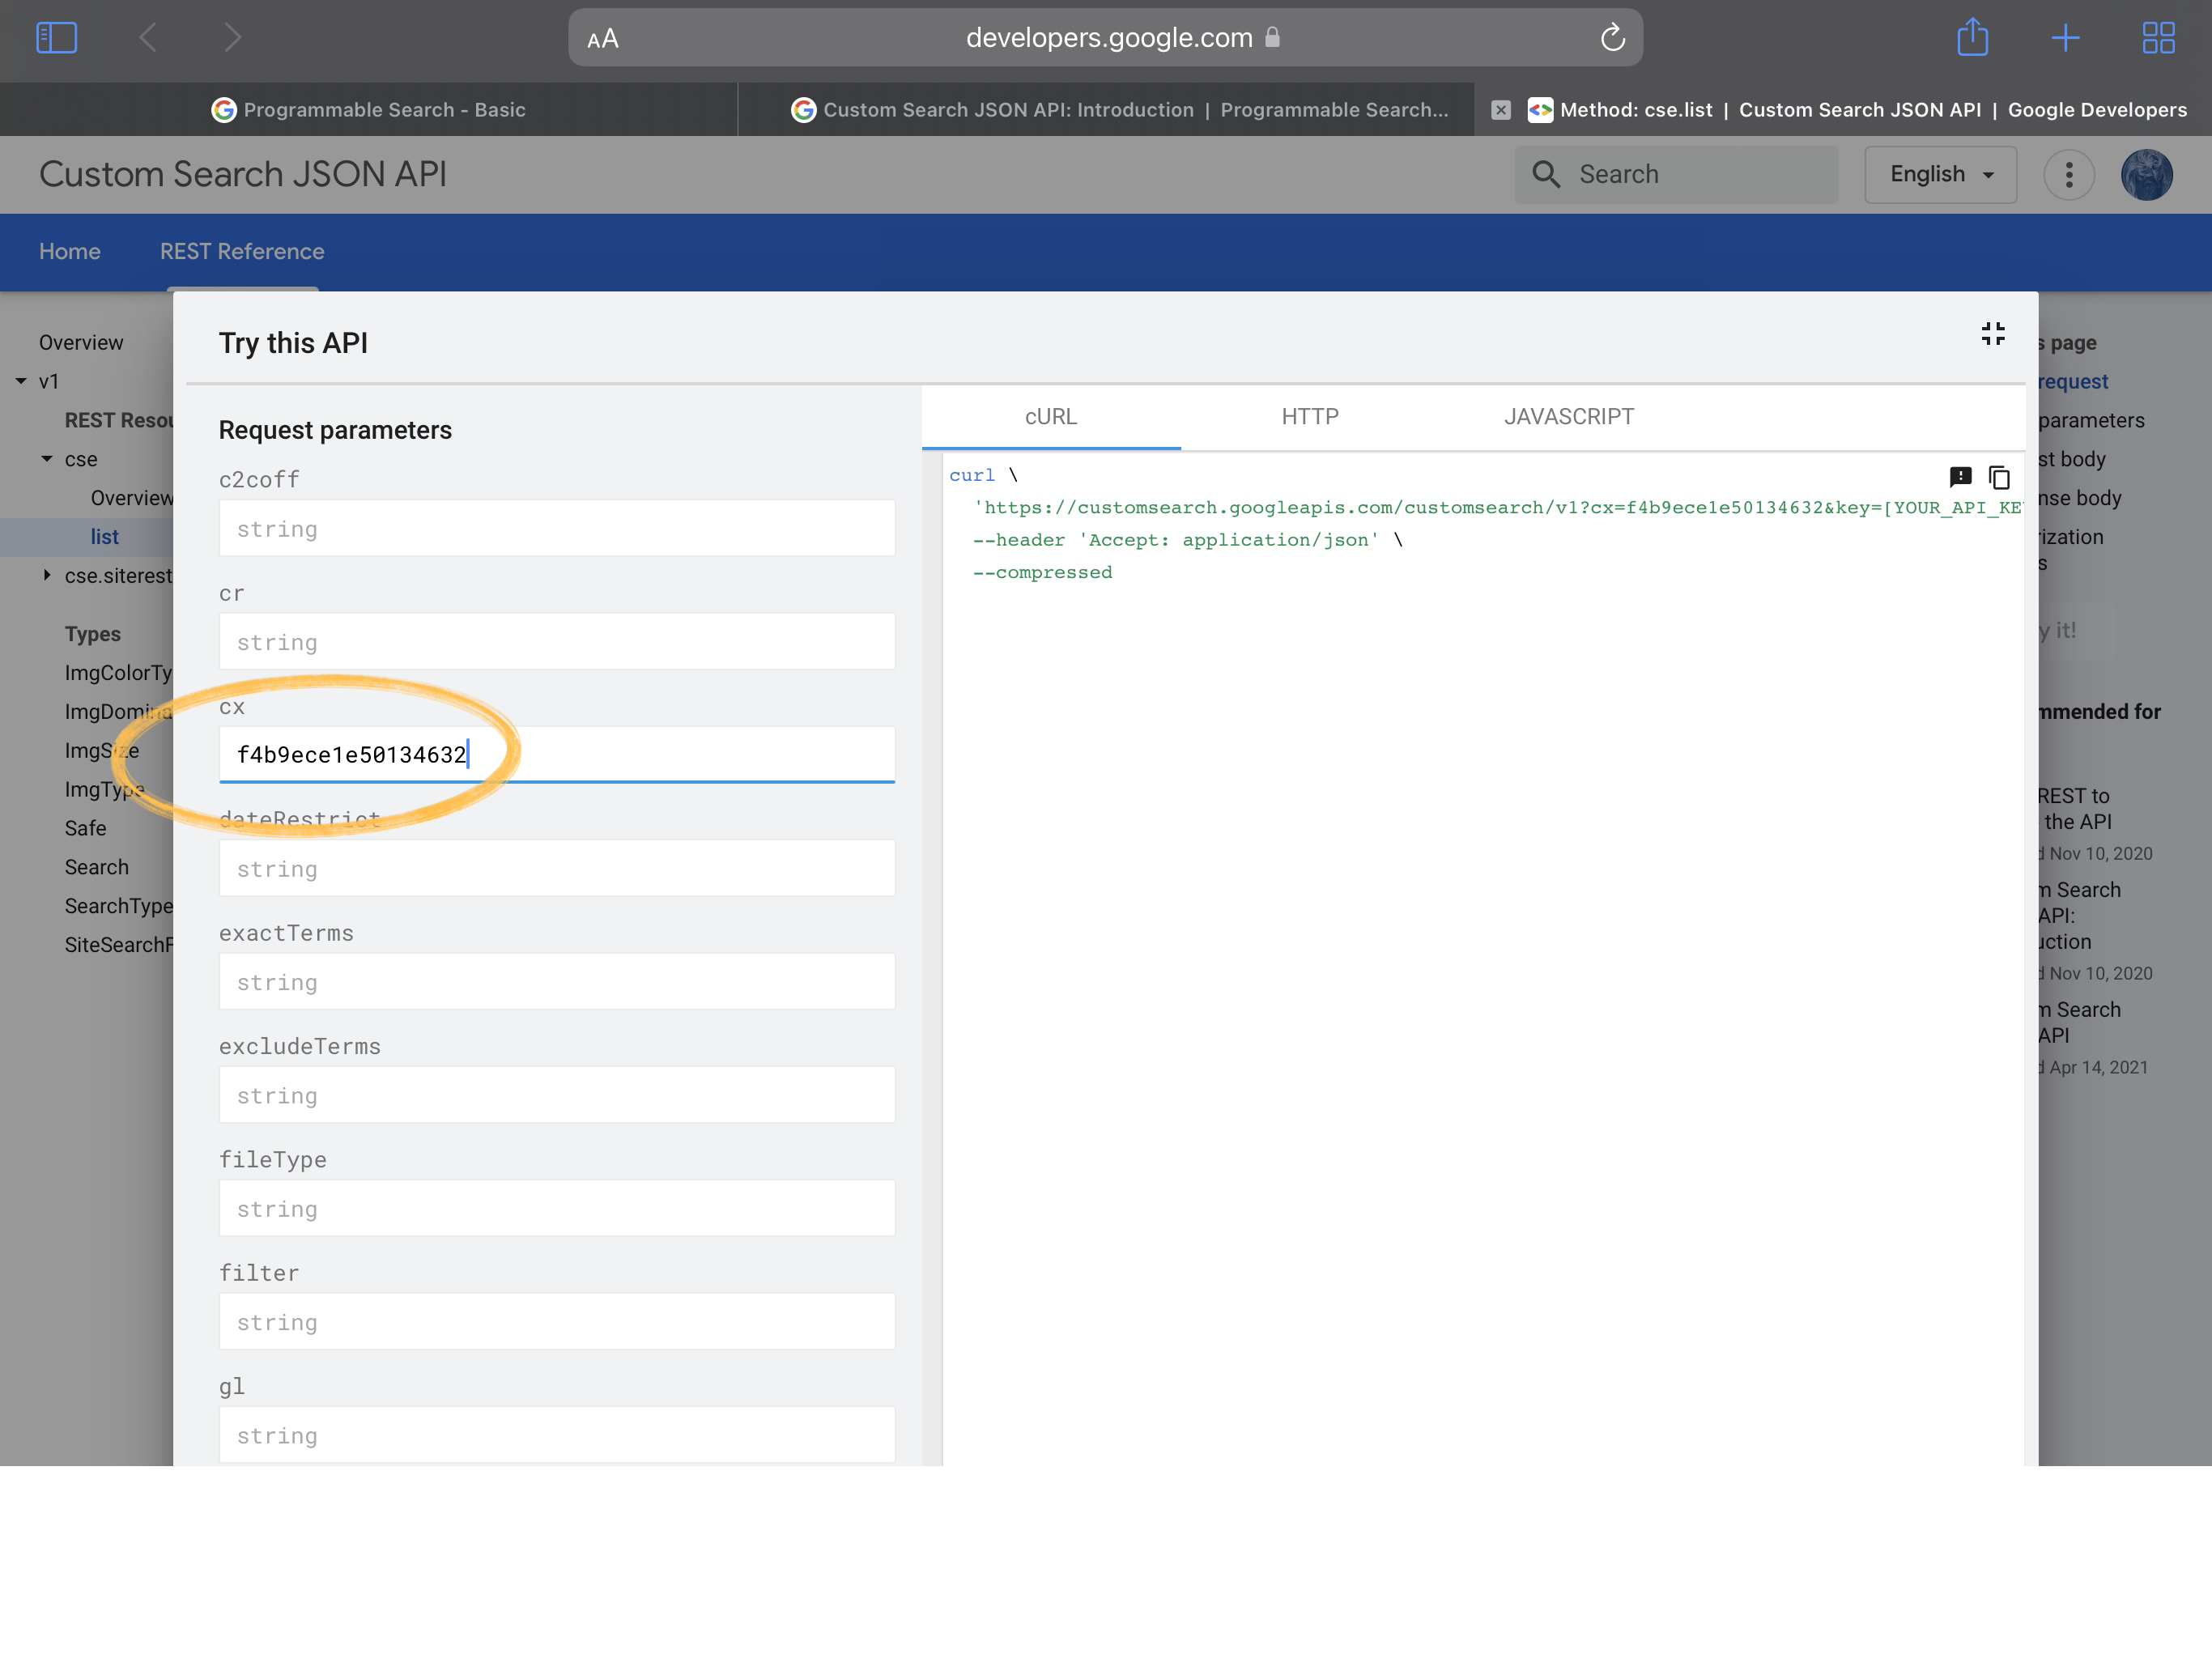 AA developers.google.com
Programmable Search - Basic
Custom Search JSON API: Introduction | Programmable Search...
Method: cse.list | Custom Search JSON API | Google Developers
Custom Search JSON API
Search
English
Home
REST Reference
Overview
v1
REST Resou
cse
Overview
list
cse.siterest
Types
ImgColorTy
ImgDomina
ImgSize
ImgType
Safe
Search
SearchType
SiteSearchF
Try this API
Request parameters
c2coff
string
cr
string
cx
f4b9ece1e50134632
dateRestrict
string
exactTerms
string
excludeTerms
string
fileType
string
filter
string
gl
string
cURL
HTTP
JAVASCRIPT
curl \
'https://customsearch.googleapis.com/customsearch/v1?cx=f4b9ece1e50134632&key=[YOUR_API_KE
--header 'Accept: application/json' \
--compressed
s page
request
parameters
st body
nse body
ization
s
y it!
mmended for
REST to
the API
d Nov 10, 2020
m Search
API:
uction
d Nov 10, 2020
m Search
API
d Apr 14, 2021